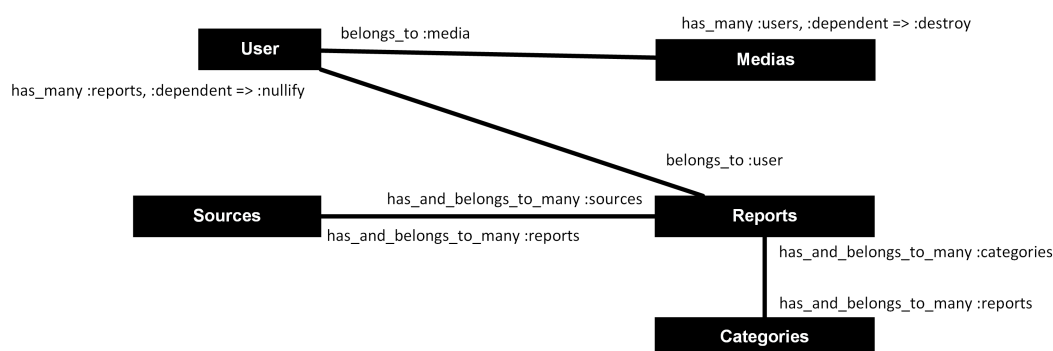 has_many :users, :dependent => :destroy
belongs_to :media
User
Medias
has_many :reports, :dependent => :nullify
belongs_to :user
has_and_belongs_to_many :sources
Sources
Reports
has_and_belongs_to_many :reports
has_and_belongs_to_many :categories
has_and_belongs_to_many :reports
Categories